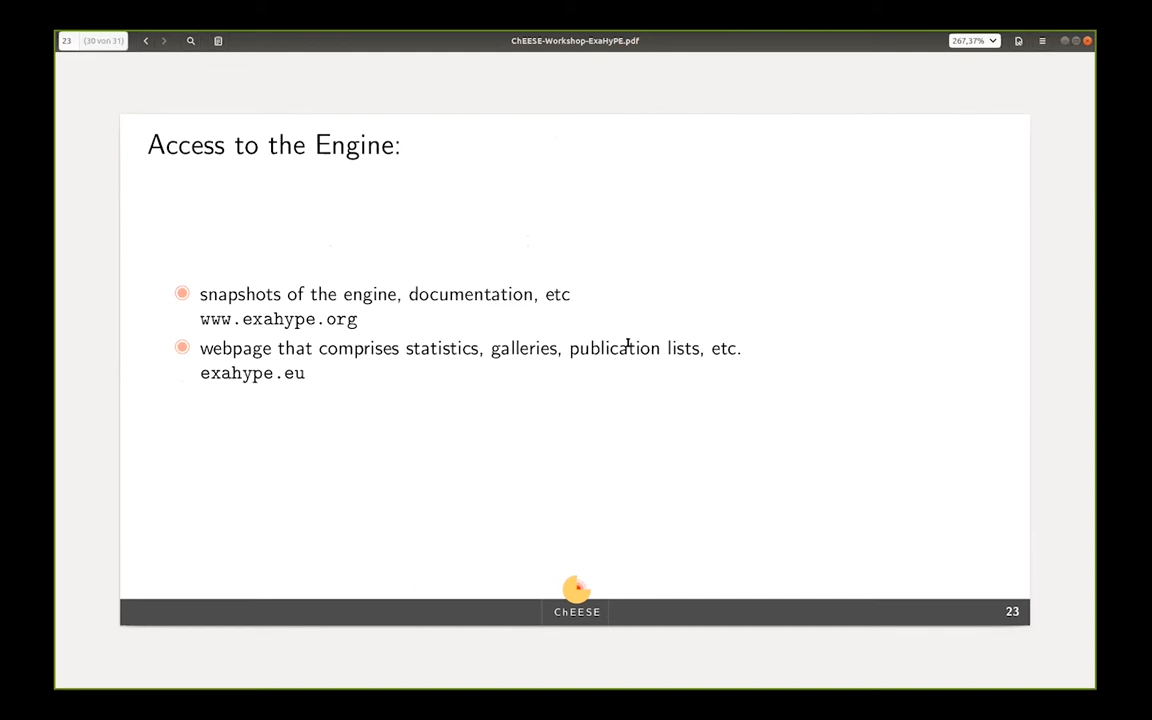 23 (30 von 31)
ChEESE-Workshop-ExaHyPE.pdf
267,37%
Access to the Engine:
snapshots of the engine, documentation, etc
www.exahype.org
webpage that comprises statistics, galleries, publication lists, etc.
exahype.eu
ChEESE
23